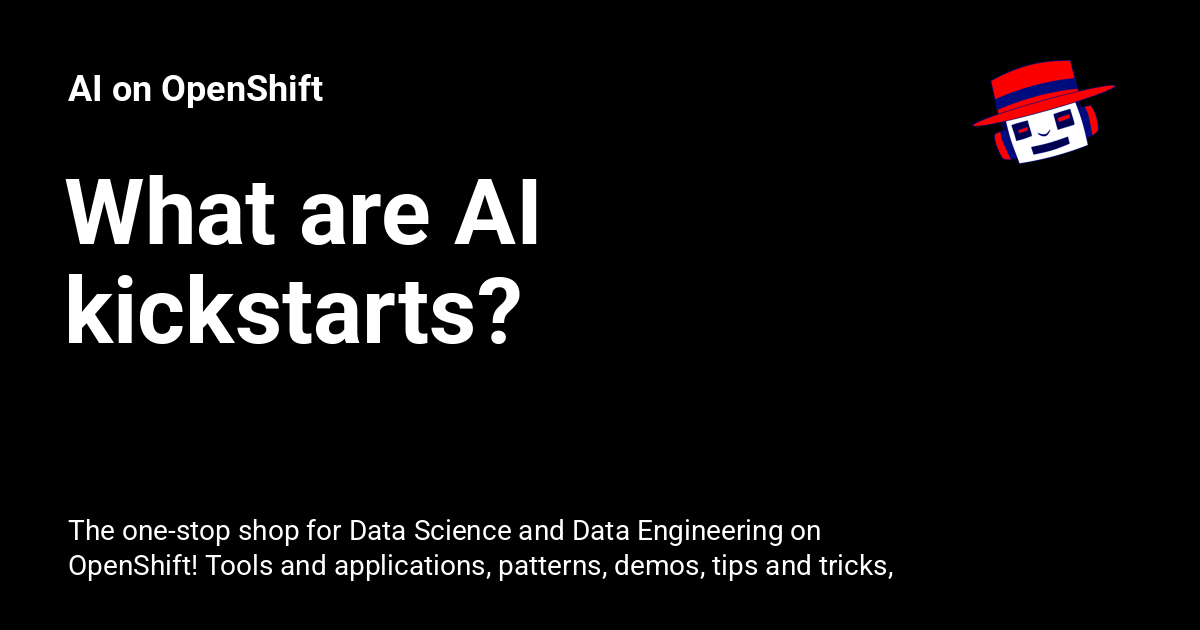 AI on OpenShift
What are AI
kickstarts?
The one-stop shop for Data Science and Data Engineering on
OpenShift! Tools and applications, patterns, demos, tips and tricks,